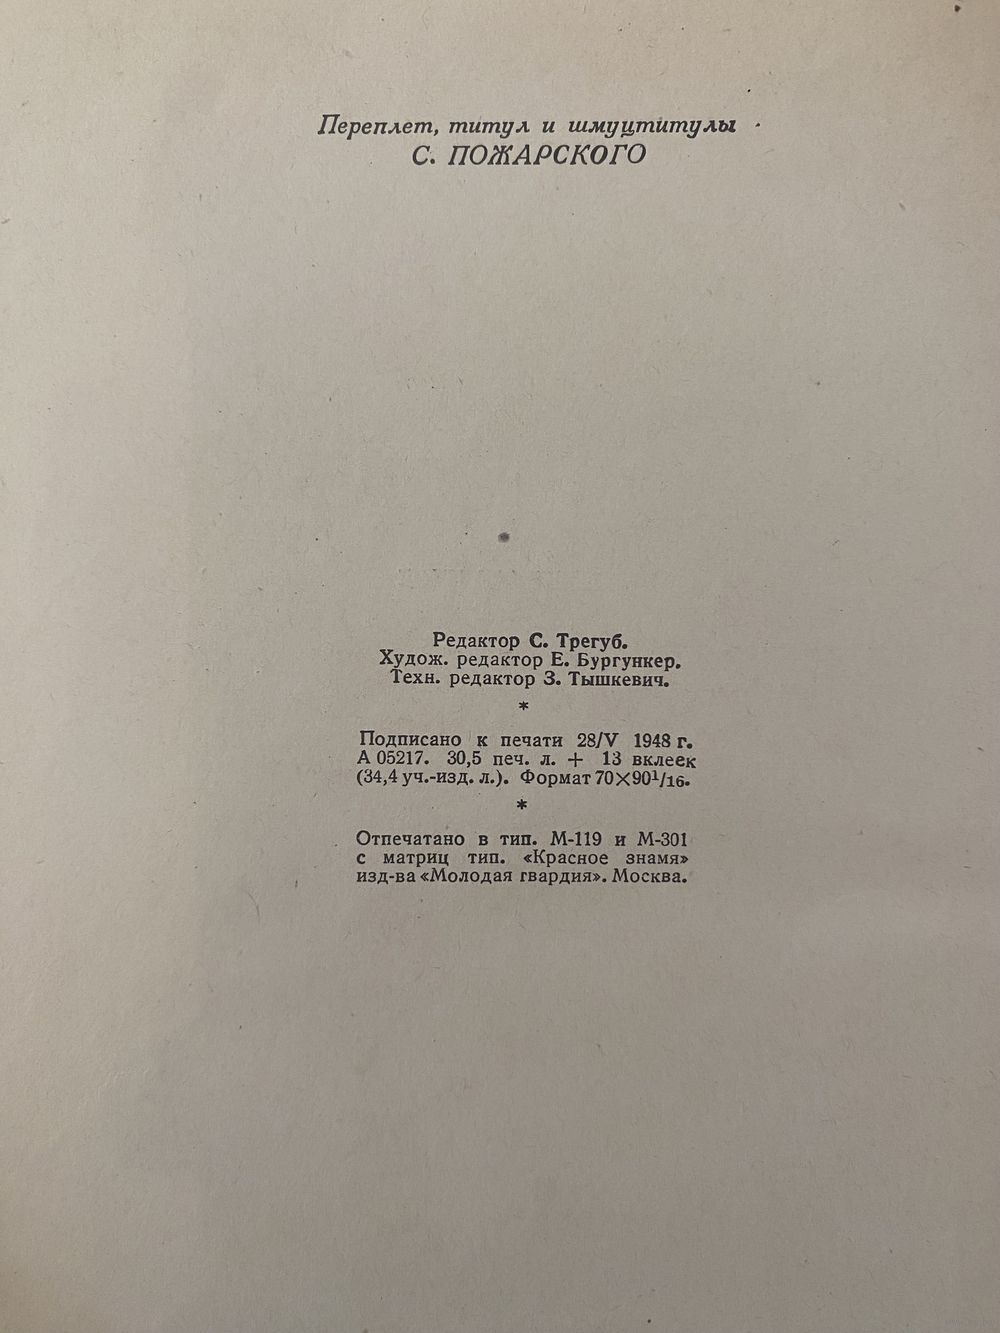 Переплет, титул и шмуцтитулы
С. ПОЖАРСКОГО
Редактор С. Трегуб.
Худож. редактор Е. Бургункер.
Техн. редактор З. Тышкевич.
*
Подписано к печати 28/V 1948 г.
А 05217. 30,5 печ. л. + 13 вклеек
(34,4 уч.-изд. л.). Формат 70×90¹/₁₆.
*
Отпечатано в тип. М-119 и М-301
с матриц тип. «Красное знамя»
изд-ва «Молодая гвардия». Москва.